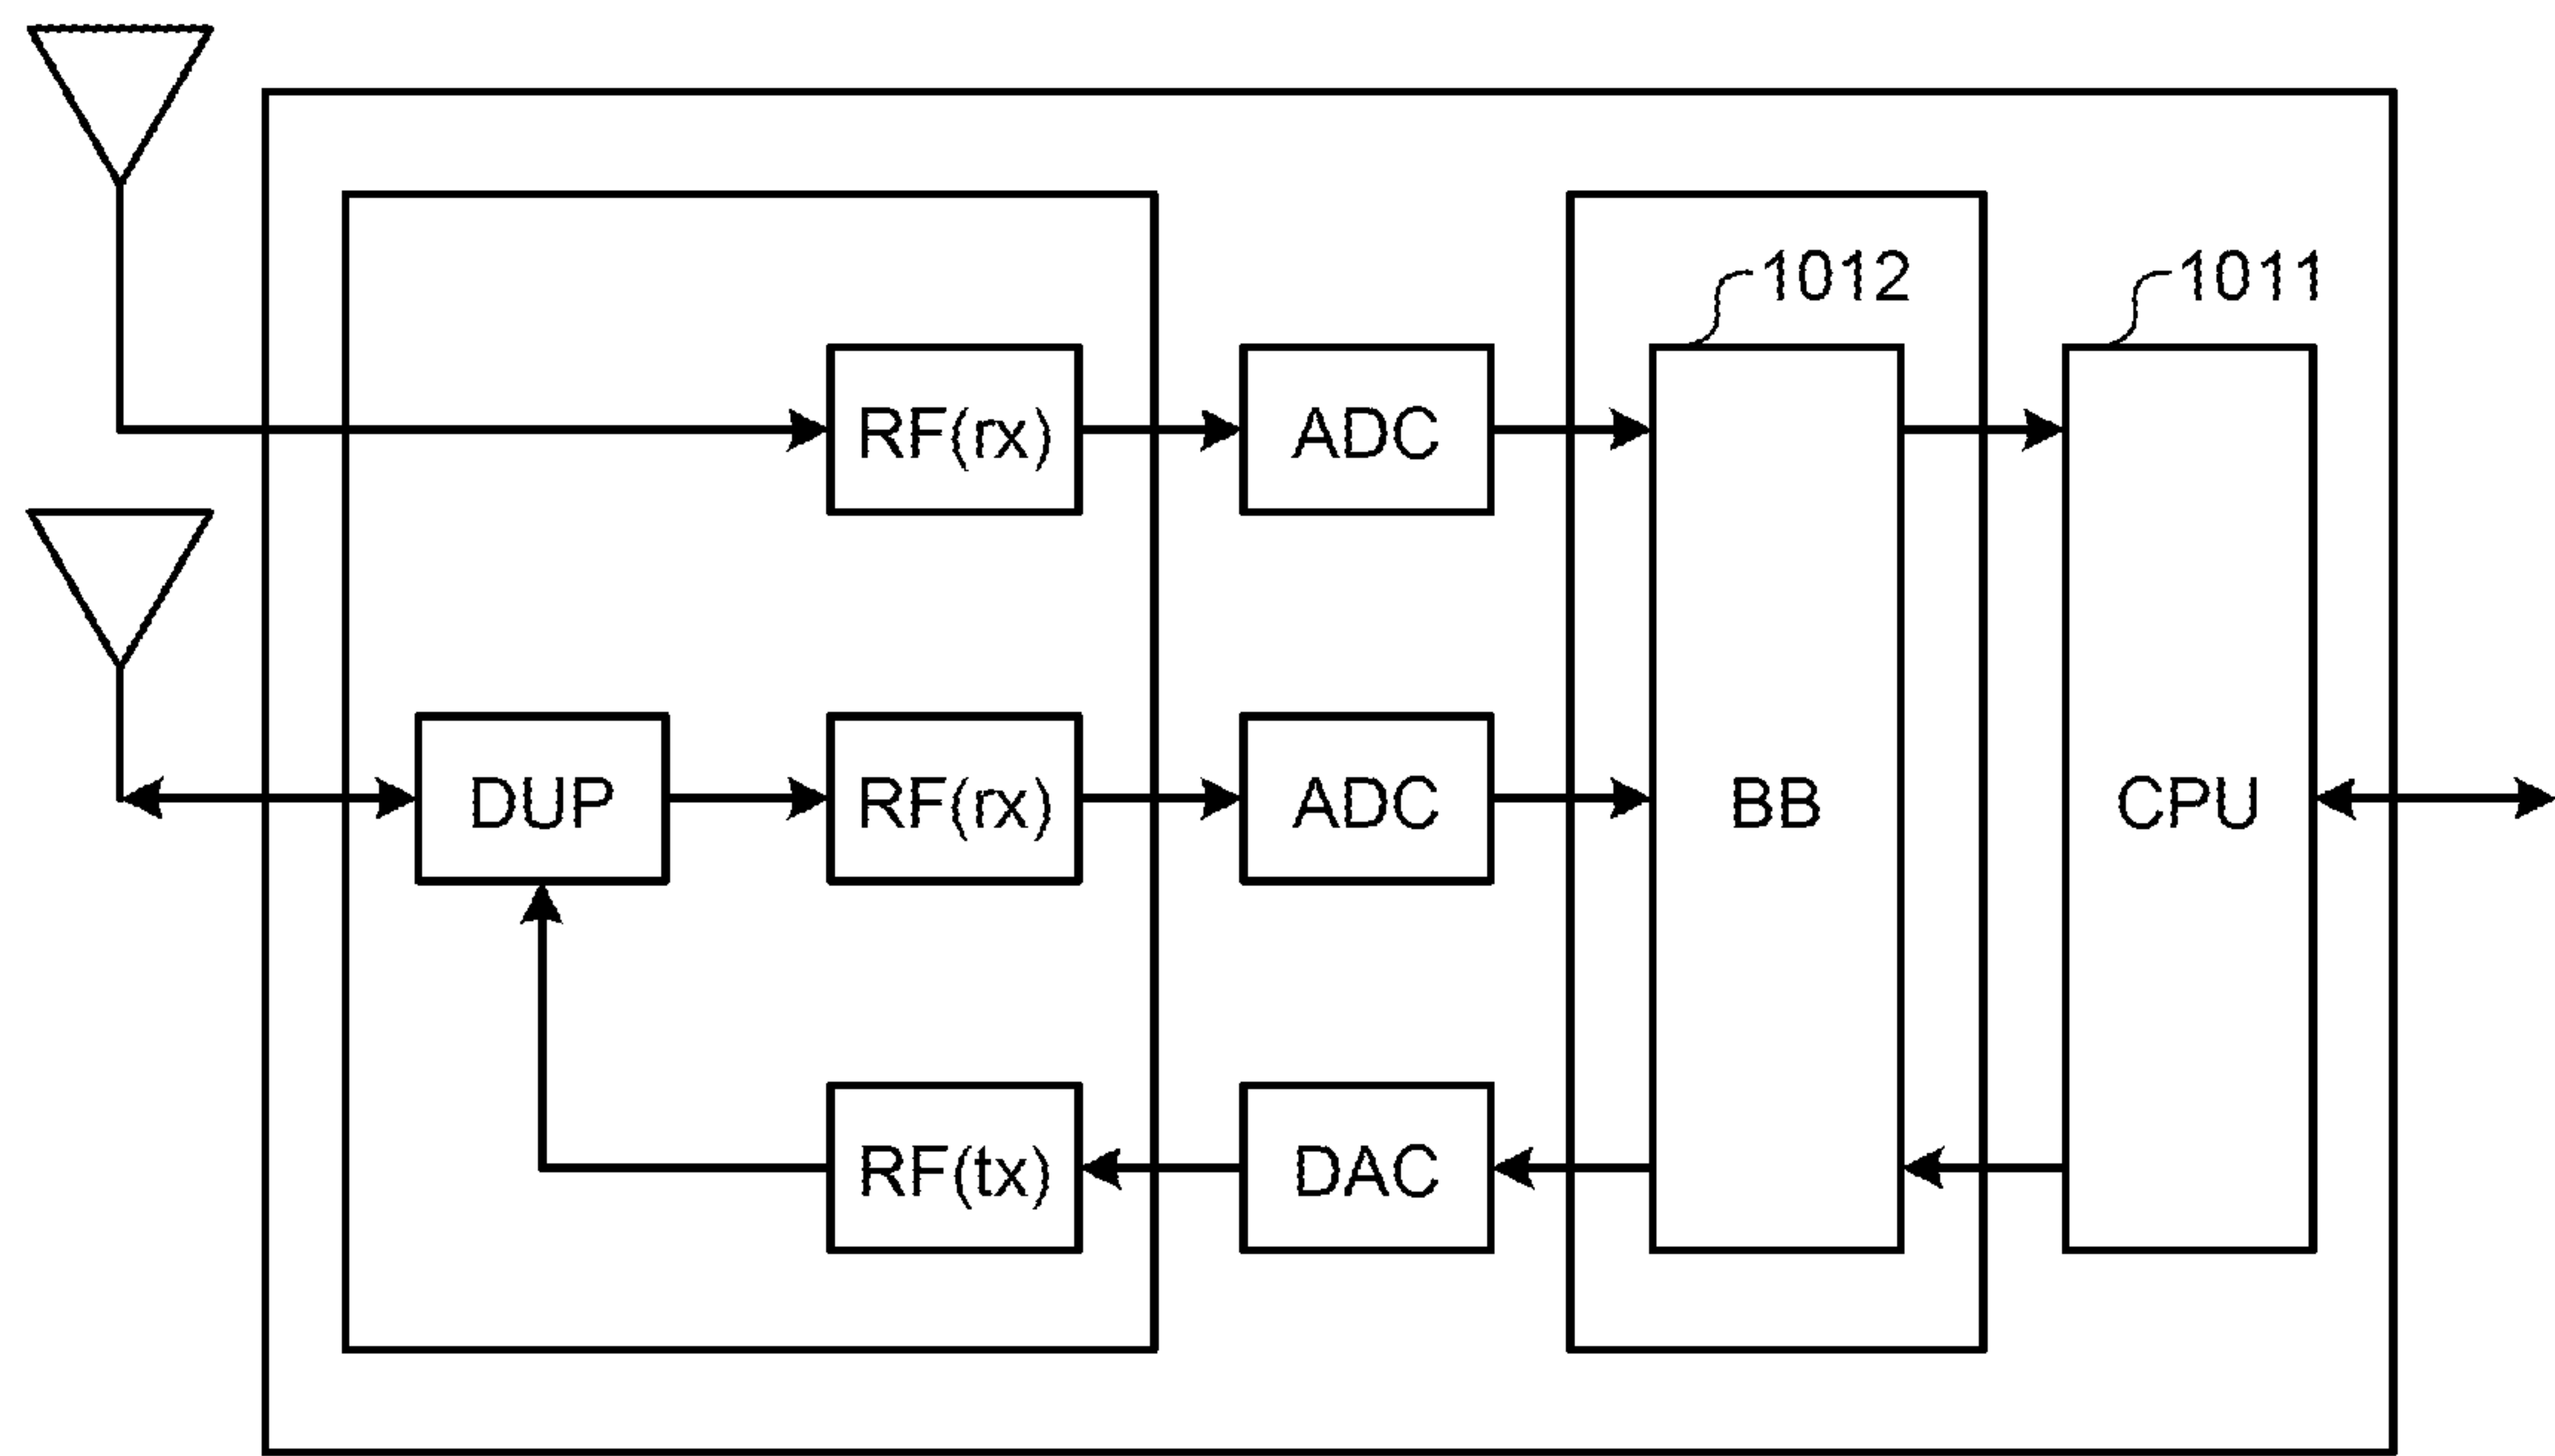 1012
1011
RF(rx)
ADC
DUP
RF(rx)
ADC
BB
CPU
RF(tx)
DAC